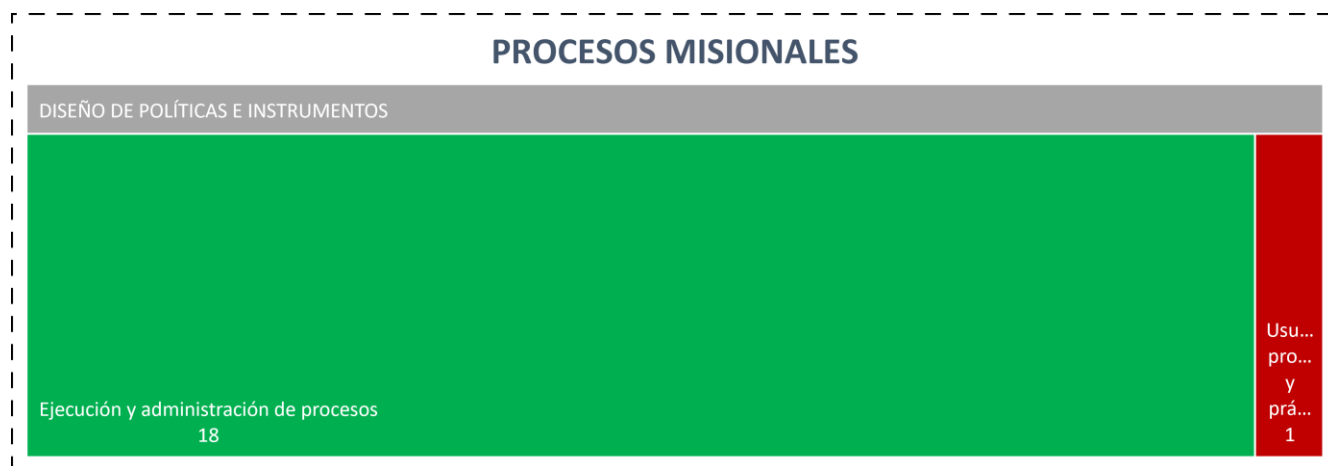 PROCESOS MISIONALES
DISEÑO DE POLÍTICAS E INSTRUMENTOS
Ejecución y administración de procesos
18
Usu...
pro...
y
prá...
1